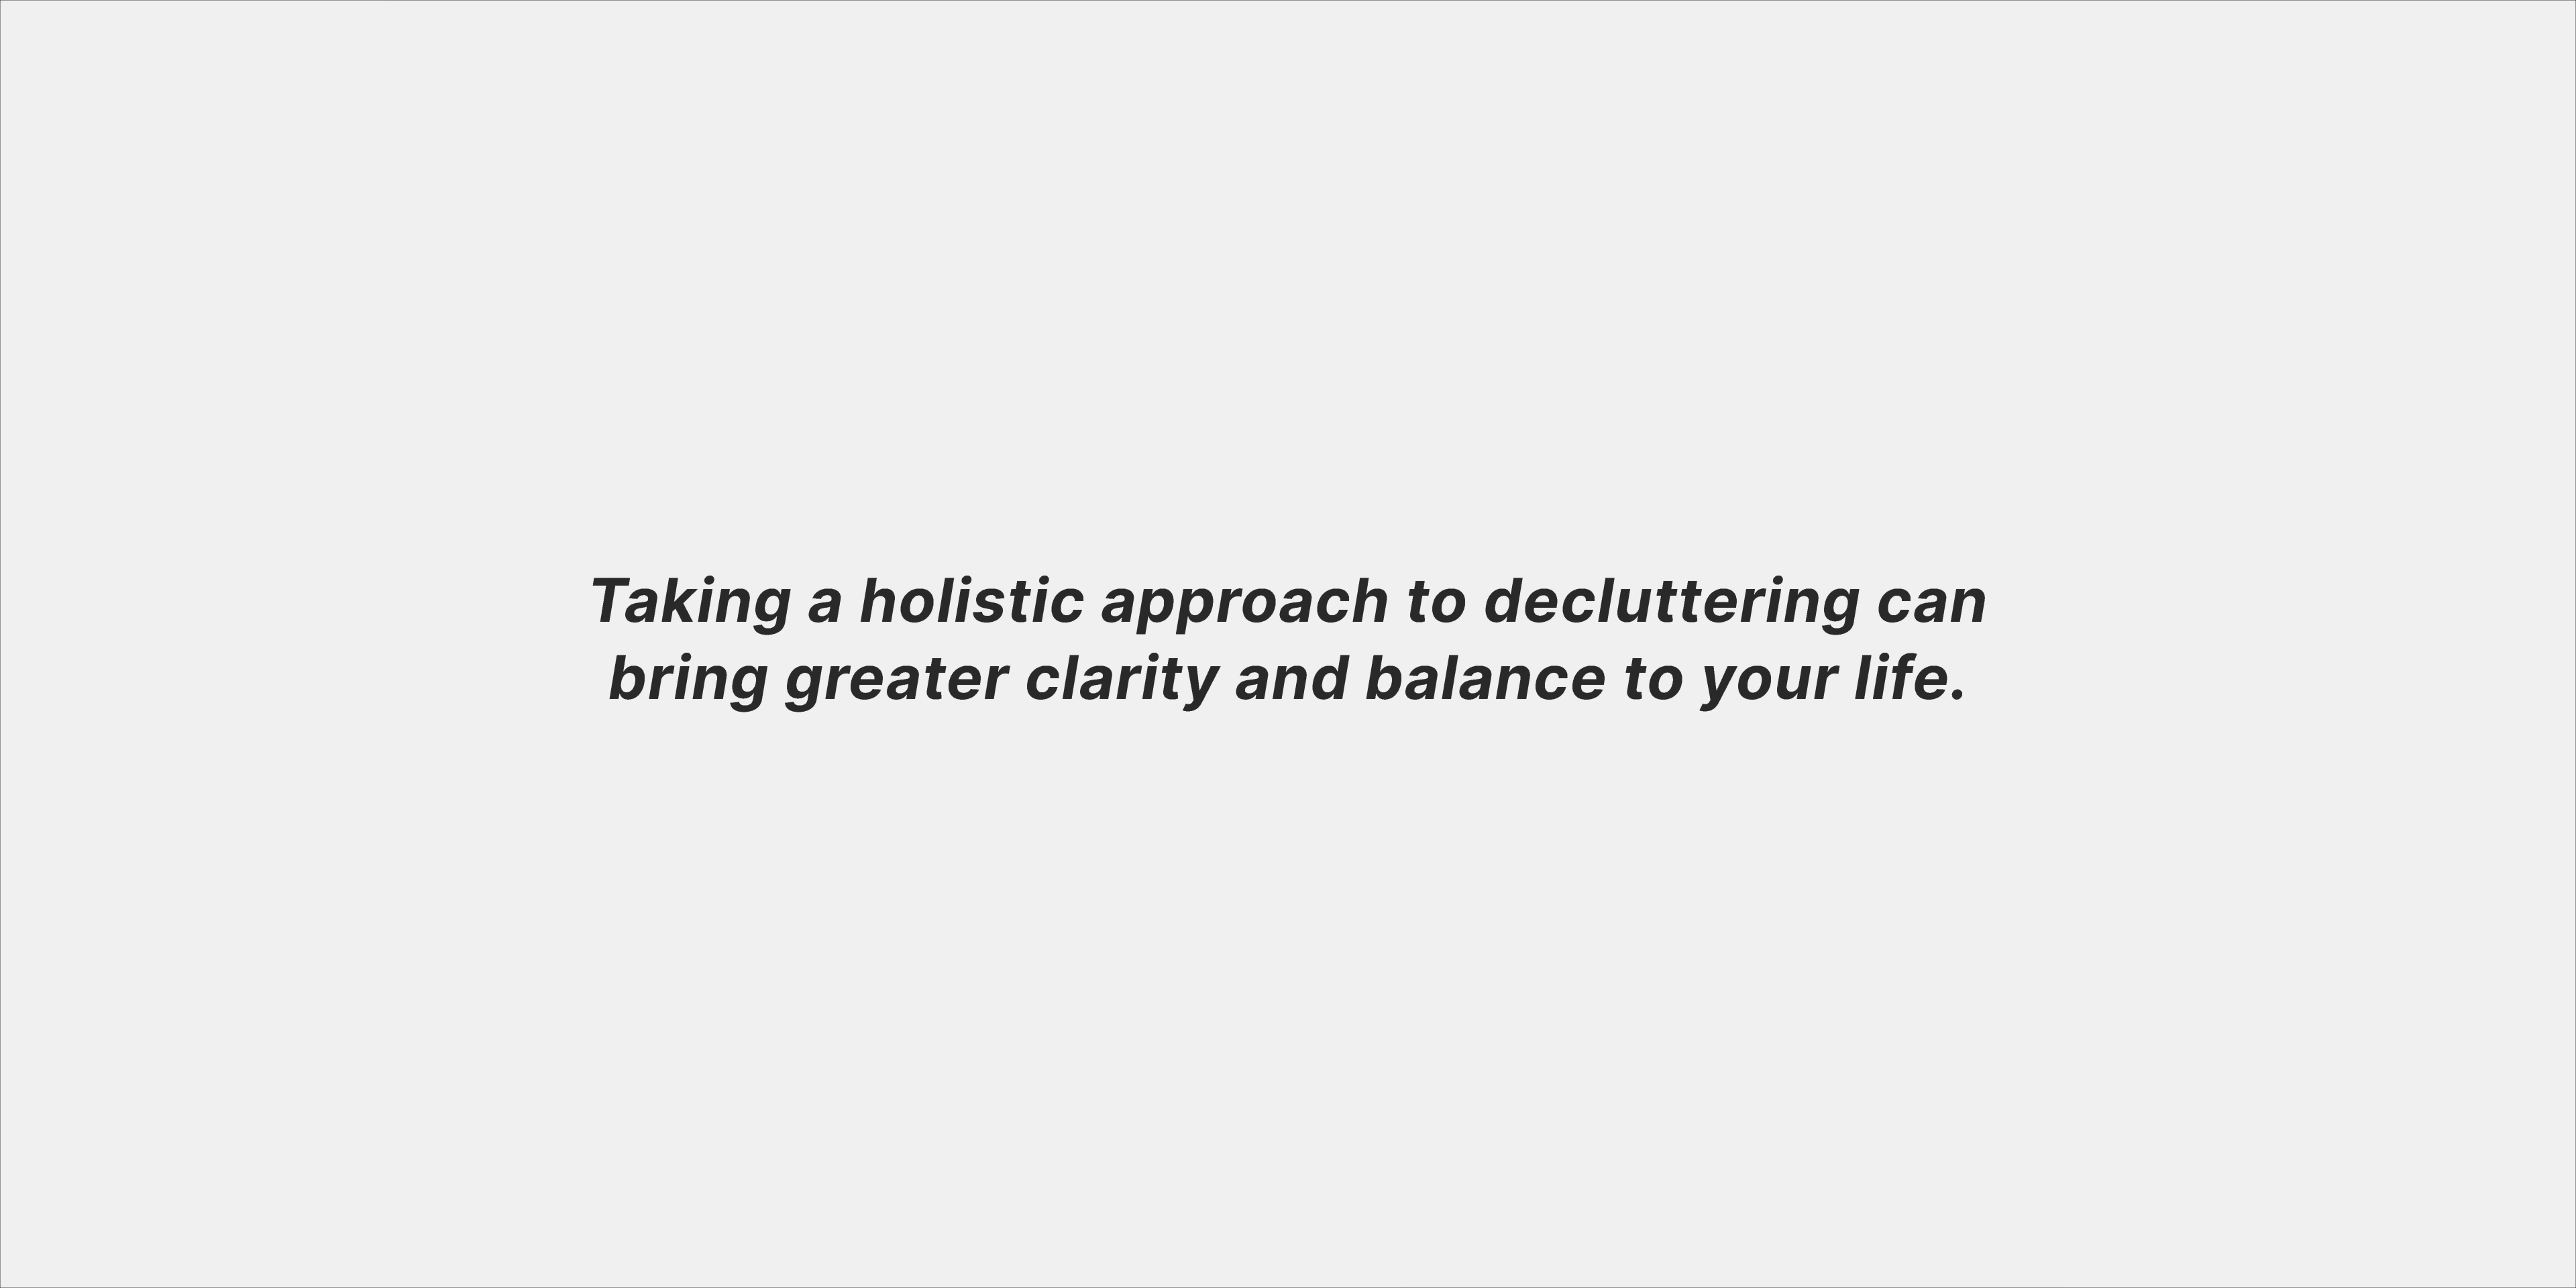 Taking a holistic approach to decluttering can
bring greater clarity and balance to your life.